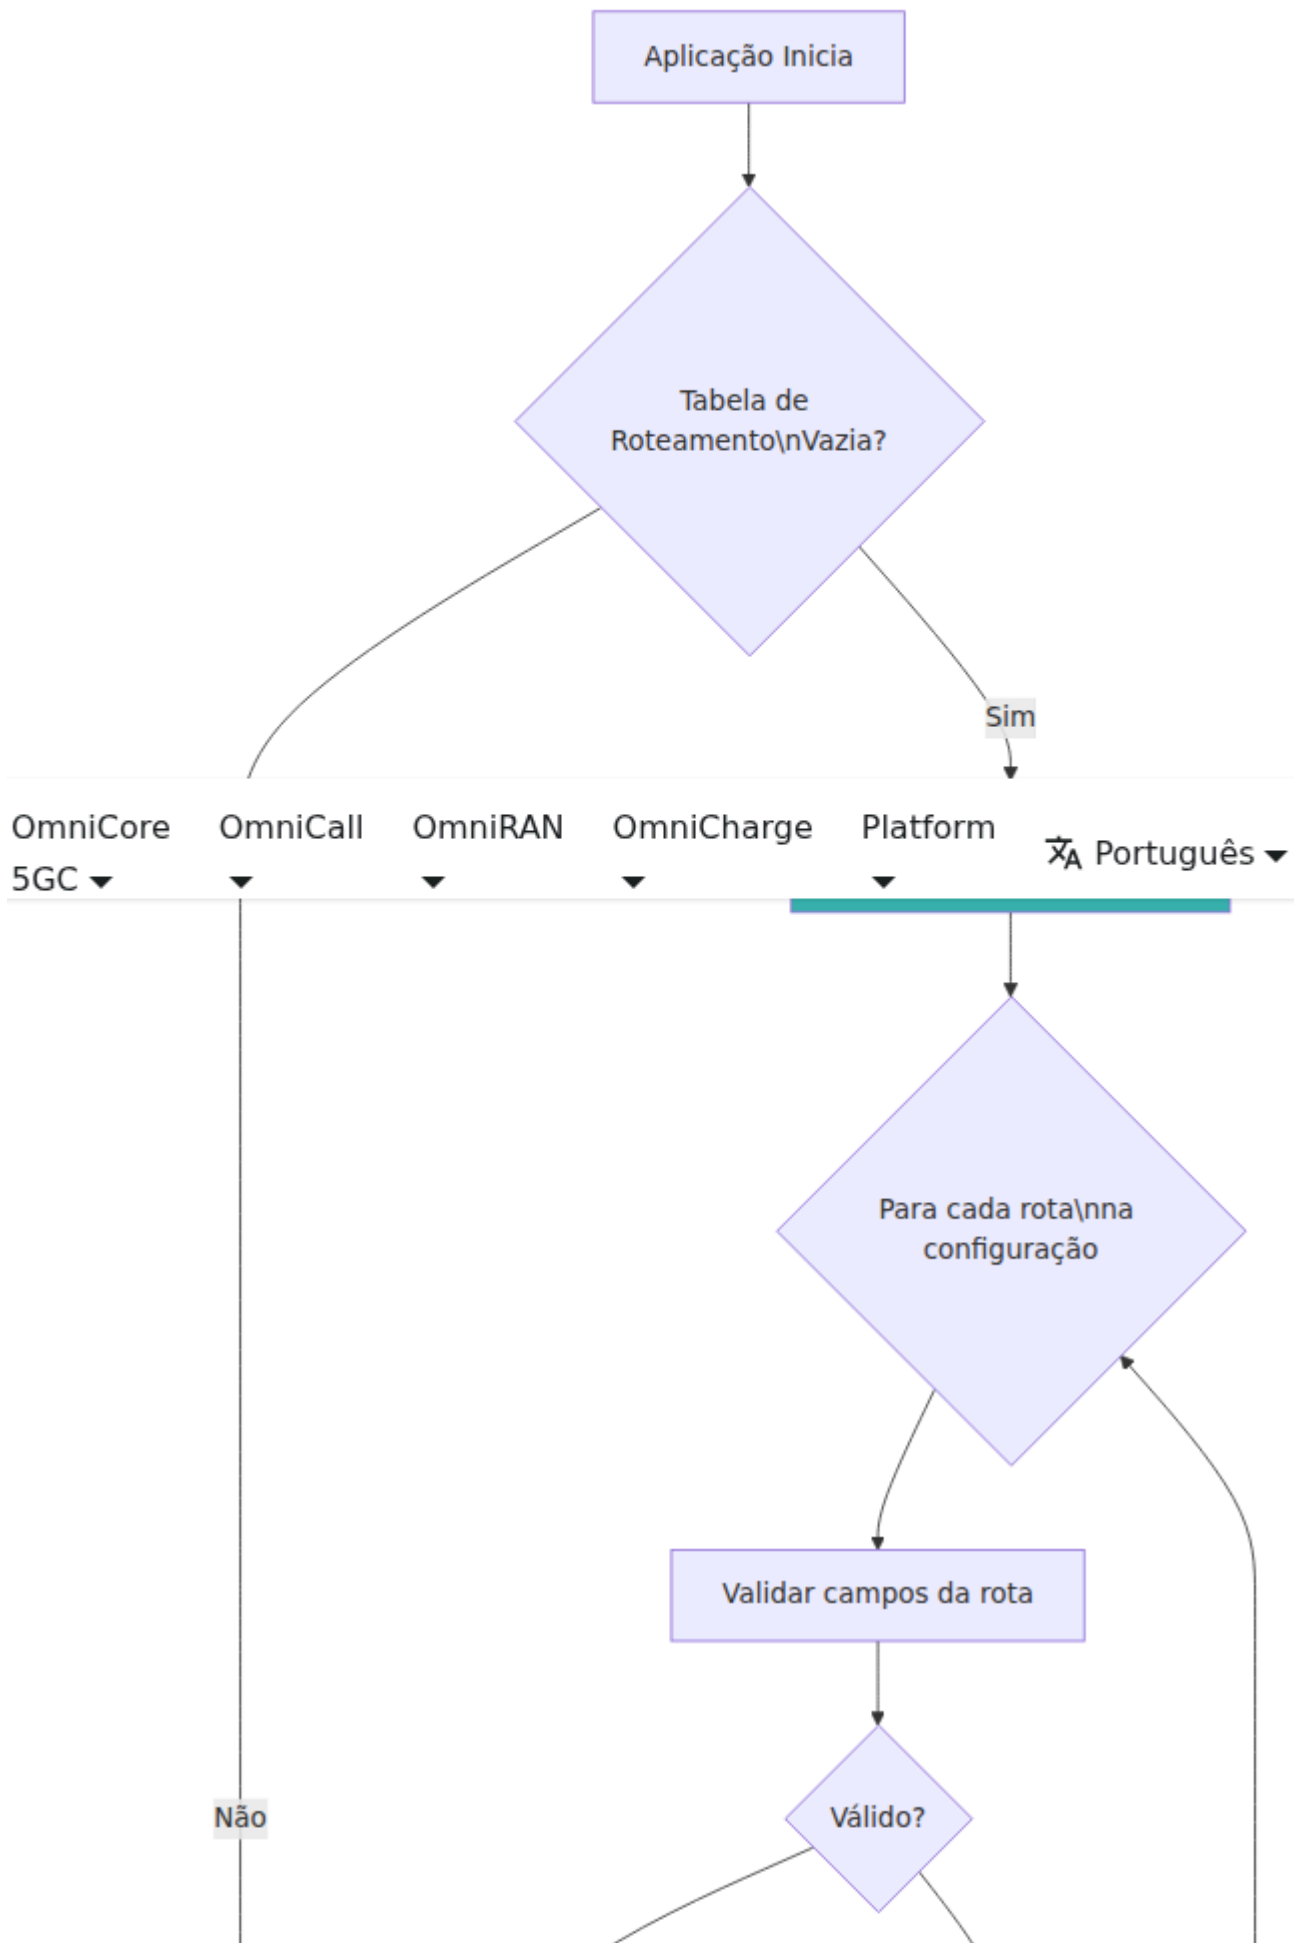 Aplicação Inicia
Tabela de
Roteamento\nVazia?
Sim
OmniCore
5GC
OmniCall
OmniRAN
OmniCharge
Platform
Português
Para cada rota\nna
configuração
Validar campos da rota
Válido?
Não